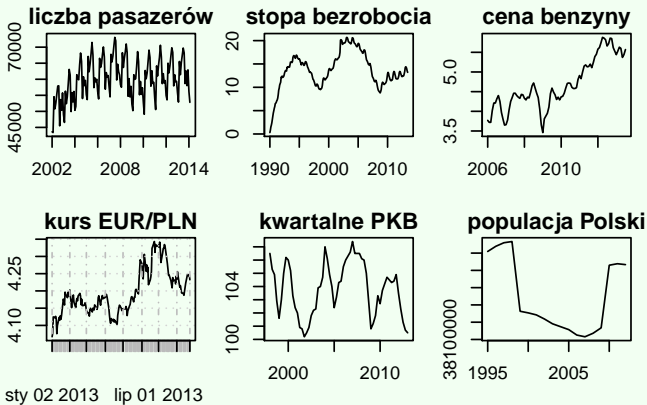 liczba pasazerów
70000
45000
2002 2008 2014
stopa bezrobocia
20
10
0
1990 2000 2010
cena benzyny
5.0
3.5
2006 2010
kurs EUR/PLN
4.25
4.10
sty 02 2013 lip 01 2013
kwartalne PKB
104
100
2000 2010
populacja Polski
38100000
1995 2005